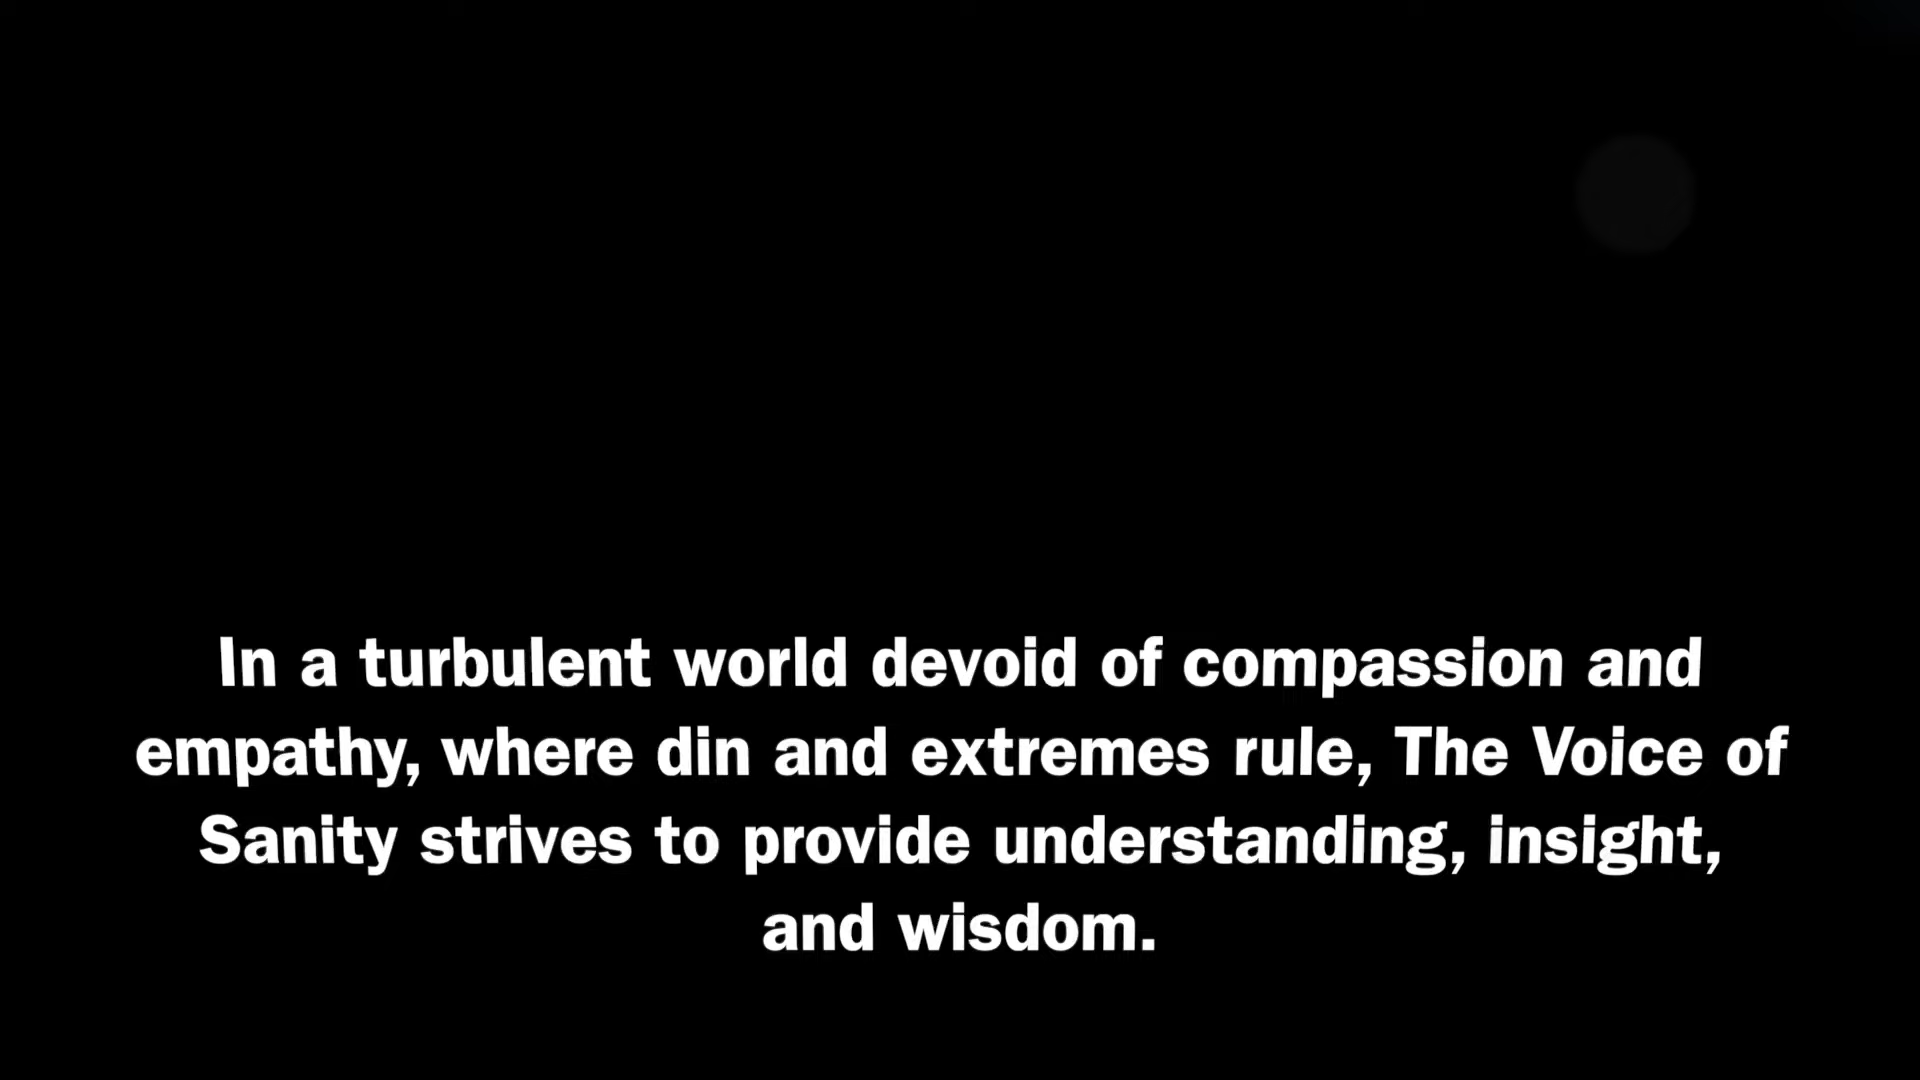 In a turbulent world devoid of compassion and
empathy, where din and extremes rule, The Voice of
Sanity strives to provide understanding, insight,
and wisdom.